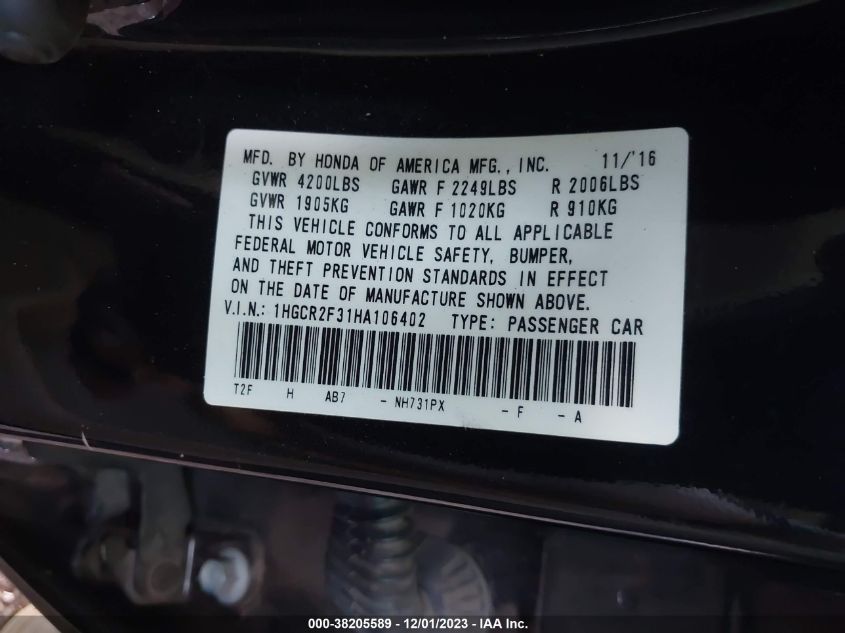 MFD. BY HONDA OF AMERICA MFG., INC. 11/'16
GVWR 4200LBS GAWR F 2249LBS R 2006LBS
GVWR 1905KG GAWR F 1020KG R 910KG
THIS VEHICLE CONFORMS TO ALL APPLICABLE
FEDERAL MOTOR VEHICLE SAFETY, BUMPER,
AND THEFT PREVENTION STANDARDS IN EFFECT
ON THE DATE OF MANUFACTURE SHOWN ABOVE.
V.I.N.: 1HGCR2F31HA106402 TYPE: PASSENGER CAR
T2F H AB7 - NH731PX - F - A
000-38205589 - 12/01/2023 - IAA Inc.